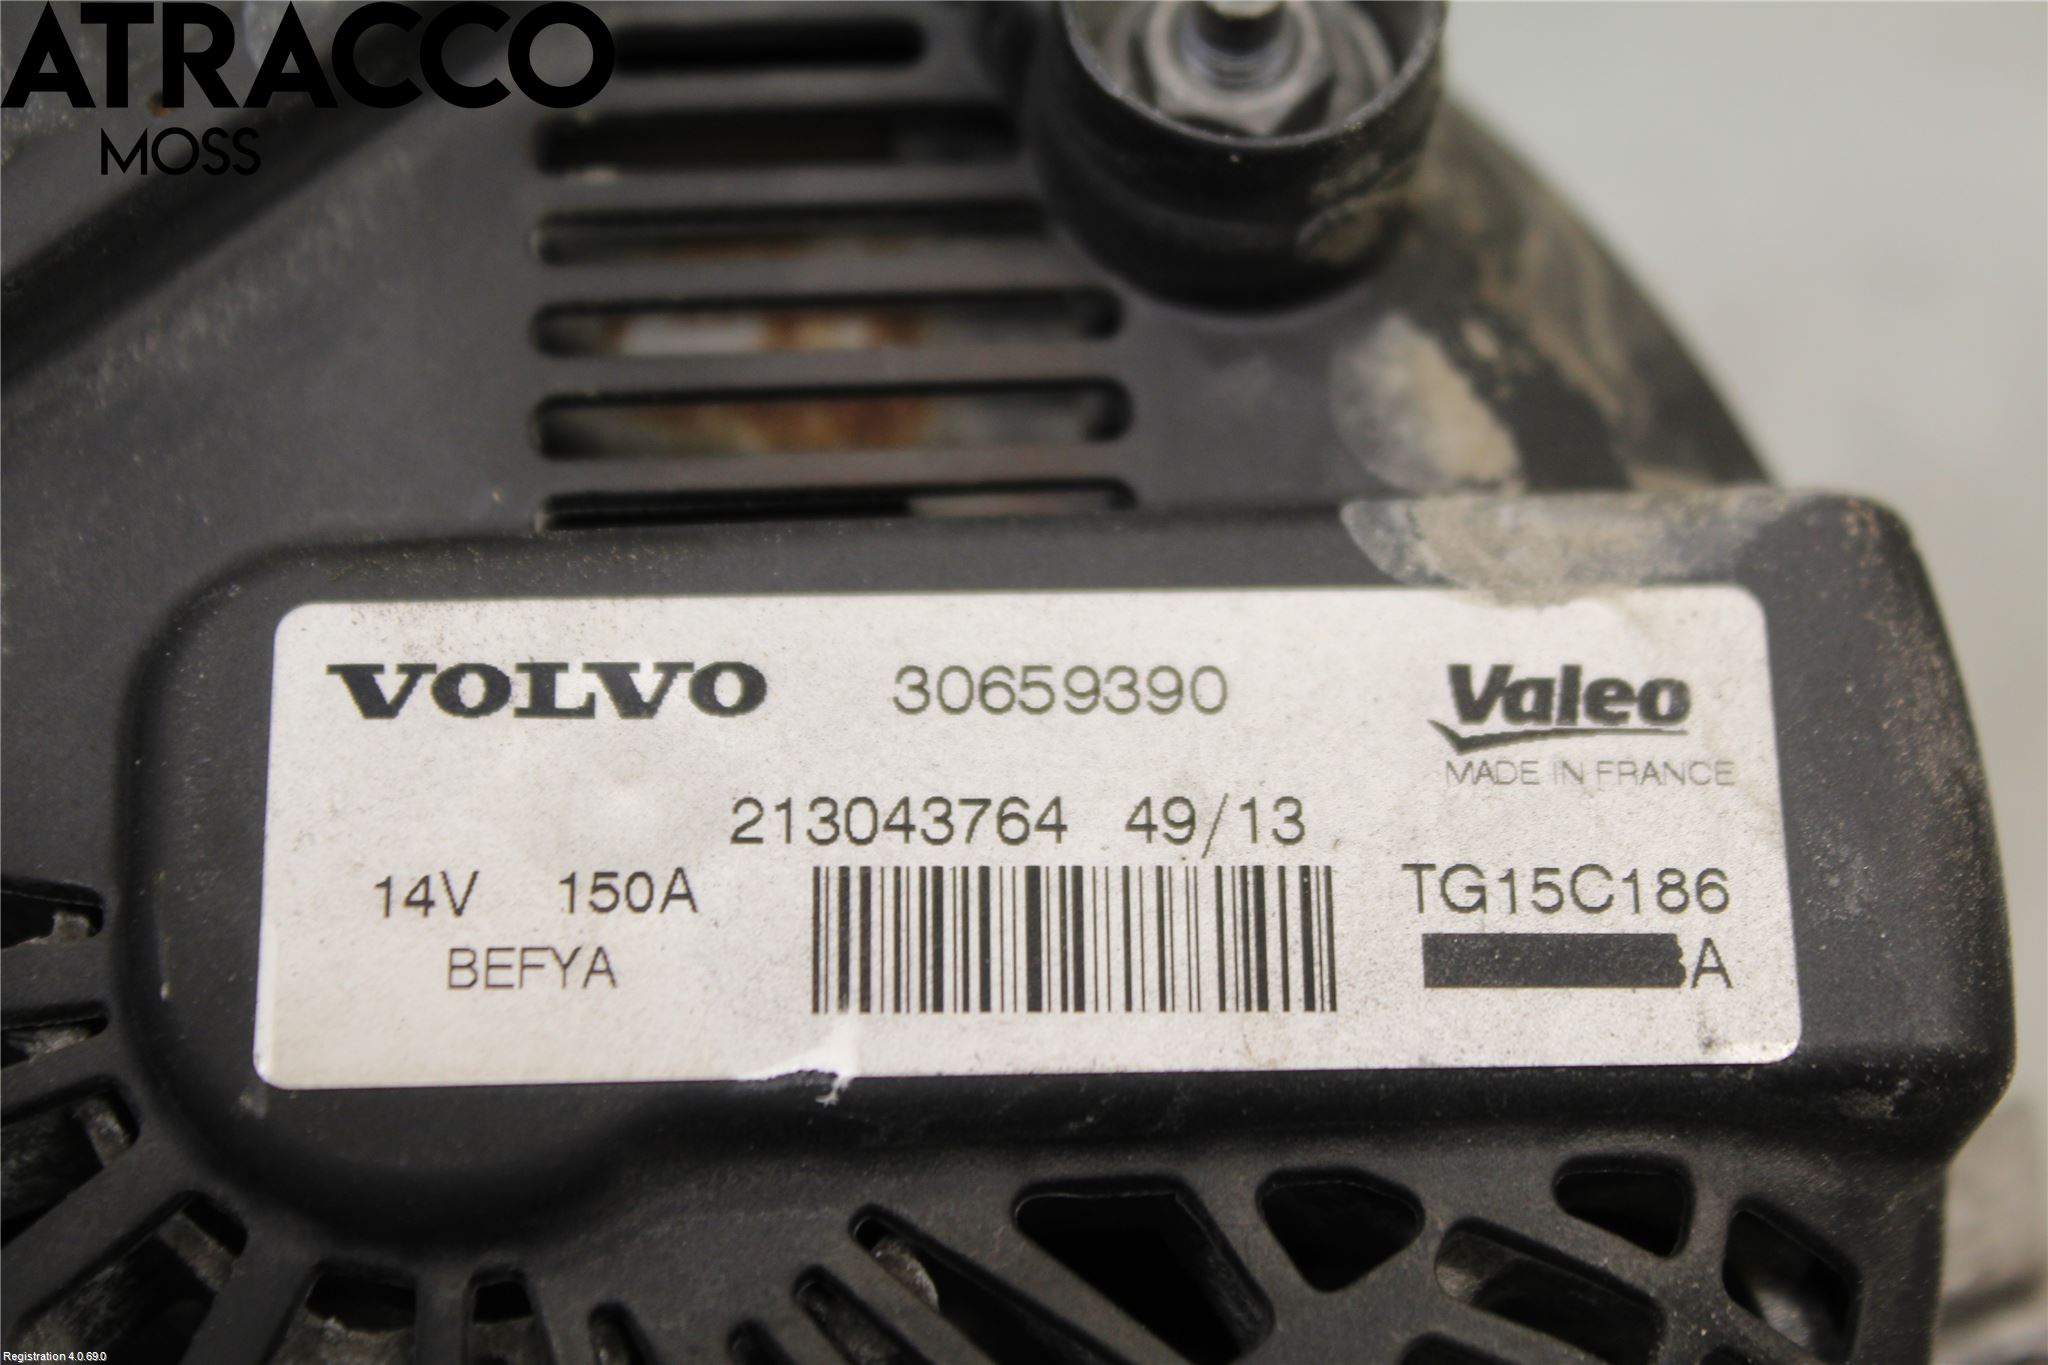 ATRACCO
MOSS
VOLVO 30659390 Valeo
MADE IN FRANCE
213043764 49/13
14V 150A TG15C186
BEFYA A
Registration 4.0.69.0